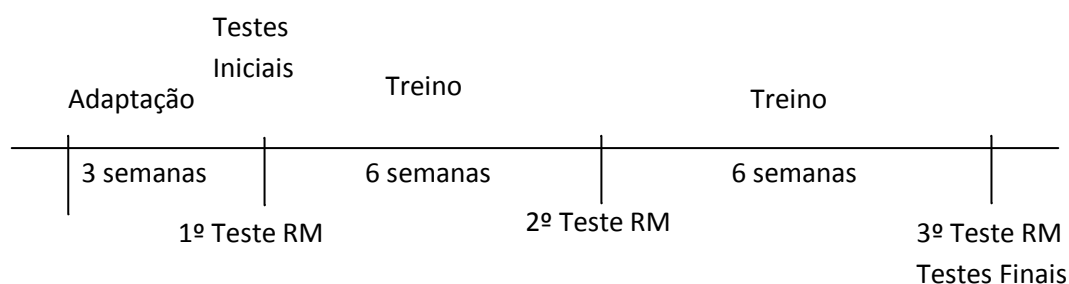 Testes
Iniciais
Adaptação
Treino
Treino
3 semanas
6 semanas
6 semanas
1º Teste RM
2º Teste RM
3º Teste RM
Testes Finais